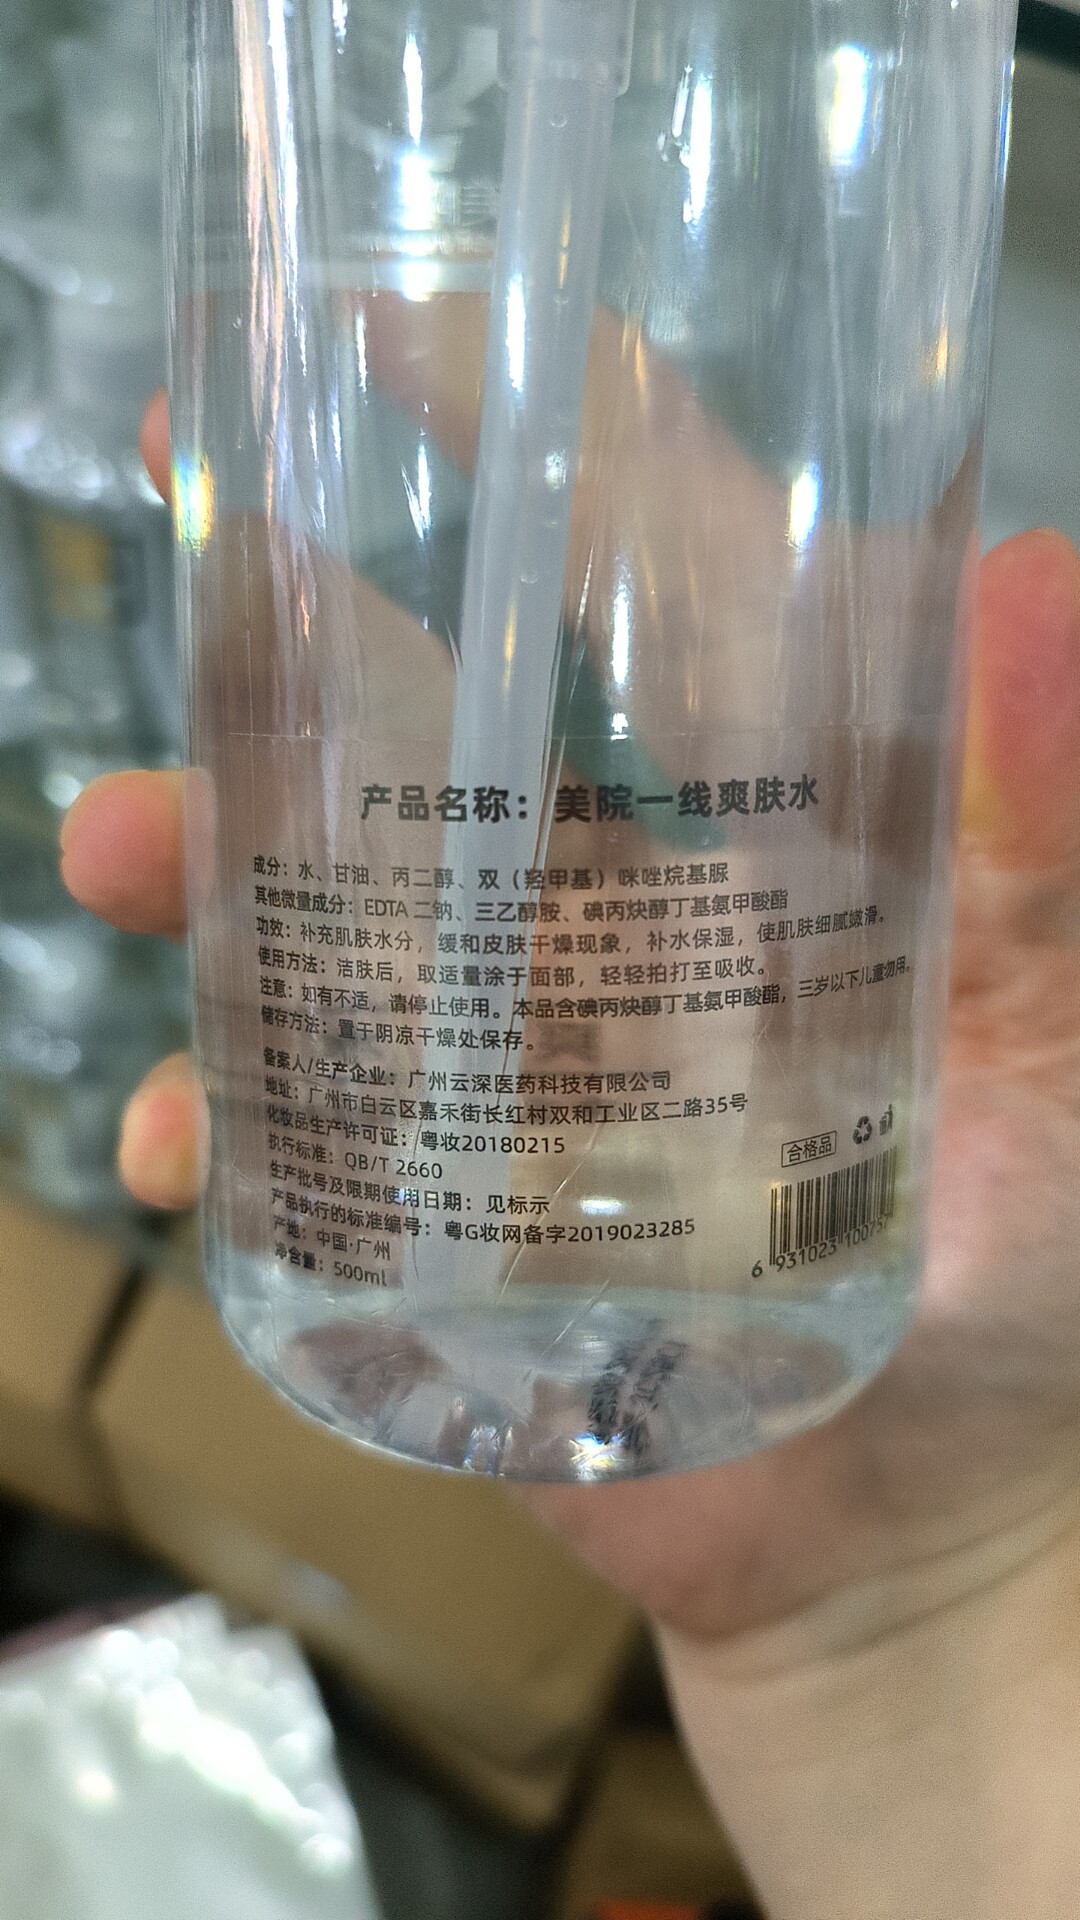 产品名称：美院一线爽肤水
成分：水、甘油、丙二醇、双（羟甲基）咪唑烷基脲
其他微量成分：EDTA 二钠、三乙醇胺、碘丙炔醇丁基氨甲酸酯
功效：补充肌肤水分，缓和皮肤干燥现象，补水保湿，使肌肤细腻嫩滑。
使用方法：洁肤后，取适量涂于面部，轻轻拍打至吸收。
注意：如有不适，请停止使用。本品含碘丙炔醇丁基氨甲酸酯，三岁以下儿童勿用。
储存方法：置于阴凉干燥处保存。
备案人/生产企业：广州云深医药科技有限公司
地址：广州市白云区嘉禾街长红村双和工业区二路35号
化妆品生产许可证：粤妆20180215
执行标准：QB/T 2660
生产批号及限期使用日期：见标示
产品执行的标准编号：粤G妆网备字2019023285
产地：中国·广州
净含量：500ml
合格品
6 931023 100757